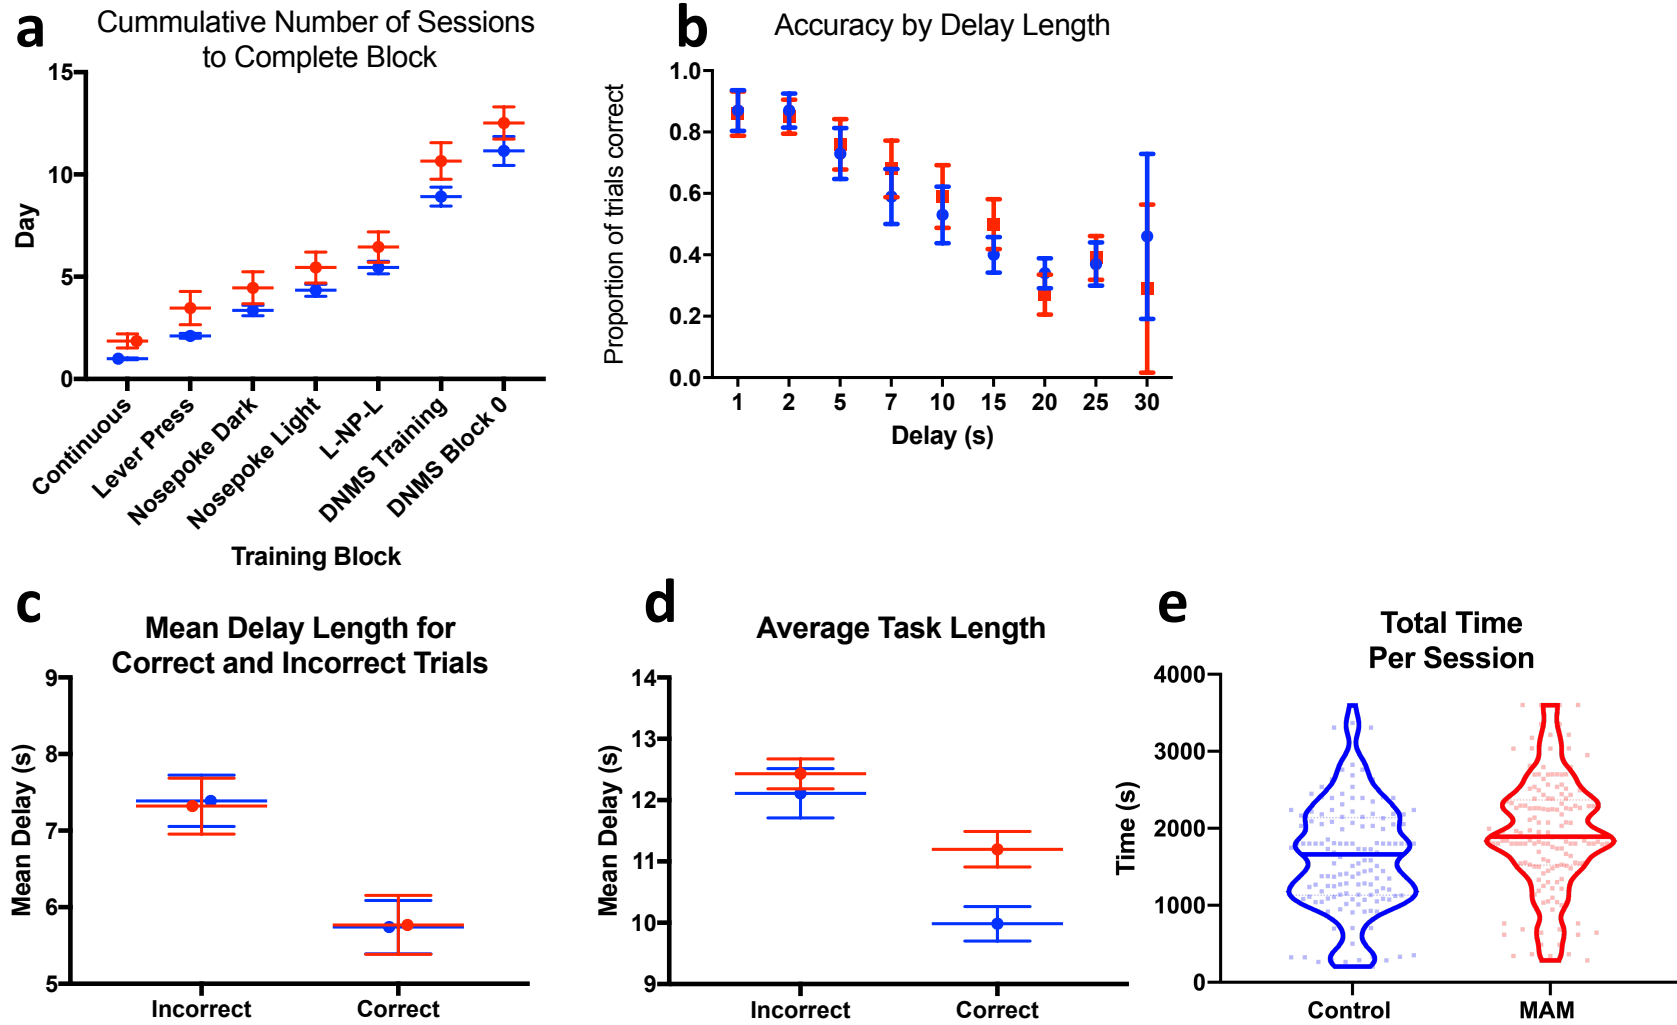 a
Cummulative Number of Sessions
to Complete Block
Day
15
10
5
0
Continuous
Lever Press
Nosepoke Dark
Nosepoke Light
L-NP-L
DNMS Training
DNMS Block 0
Training Block
b
Accuracy by Delay Length
Proportion of trials correct
1.0
0.8
0.6
0.4
0.2
0.0
1 2 5 7 10 15 20 25 30
Delay (s)
c
Mean Delay Length for
Correct and Incorrect Trials
Mean Delay (s)
9
8
7
6
5
Incorrect Correct
d
Average Task Length
Mean Delay (s)
14
13
12
11
10
9
Incorrect Correct
e
Total Time
Per Session
Time (s)
4000
3000
2000
1000
0
Control MAM